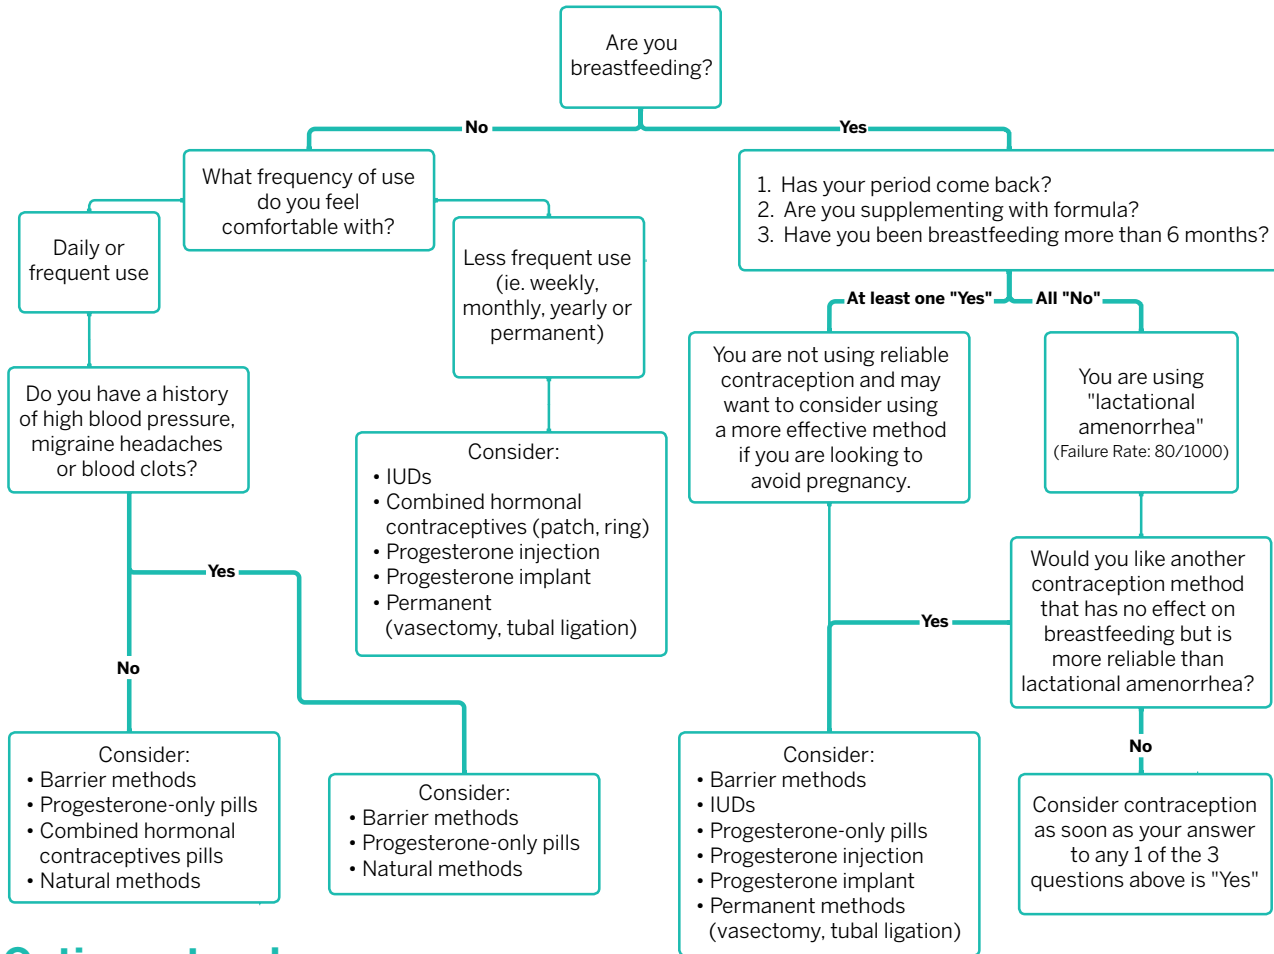 Are you
breastfeeding?
No
Yes
What frequency of use
do you feel
comfortable with?
1. Has your period come back?
2. Are you supplementing with formula?
3. Have you been breastfeeding more than 6 months?
Daily or
frequent use
Less frequent use
(ie. weekly,
monthly, yearly or
permanent)
At least one "Yes"
All "No"
Do you have a history
of high blood pressure,
migraine headaches
or blood clots?
Consider:
• IUDs
• Combined hormonal
contraceptives (patch, ring)
• Progesterone injection
• Progesterone implant
• Permanent
(vasectomy, tubal ligation)
You are not using reliable
contraception and may
want to consider using
a more effective method
if you are looking to
avoid pregnancy.
You are using
"lactational
amenorrhea"
(Failure Rate: 80/1000)
Would you like another
contraception method
that has no effect on
breastfeeding but is
more reliable than
lactational amenorrhea?
Yes
Yes
No
No
Consider:
• Barrier methods
• Progesterone-only pills
• Combined hormonal
contraceptives pills
• Natural methods
Consider:
• Barrier methods
• Progesterone-only pills
• Natural methods
Consider:
• Barrier methods
• IUDs
• Progesterone-only pills
• Progesterone injection
• Progesterone implant
• Permanent methods
(vasectomy, tubal ligation)
Consider contraception
as soon as your answer
to any 1 of the 3
questions above is "Yes"